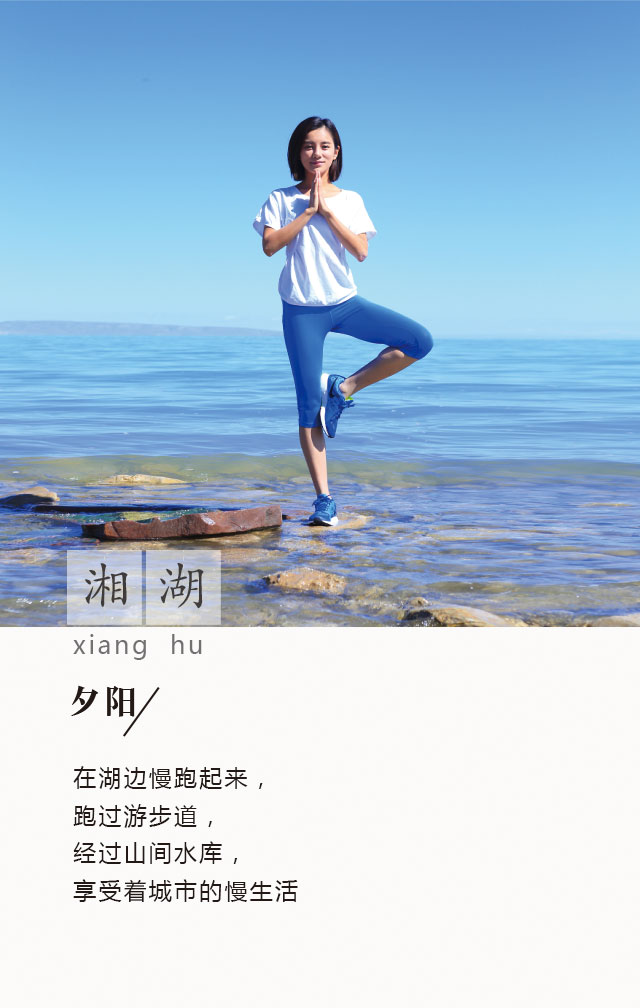 湘湖
xiang hu
夕阳/
在湖边慢跑起来，
跑过游步道，
经过山间水库，
享受着城市的慢生活